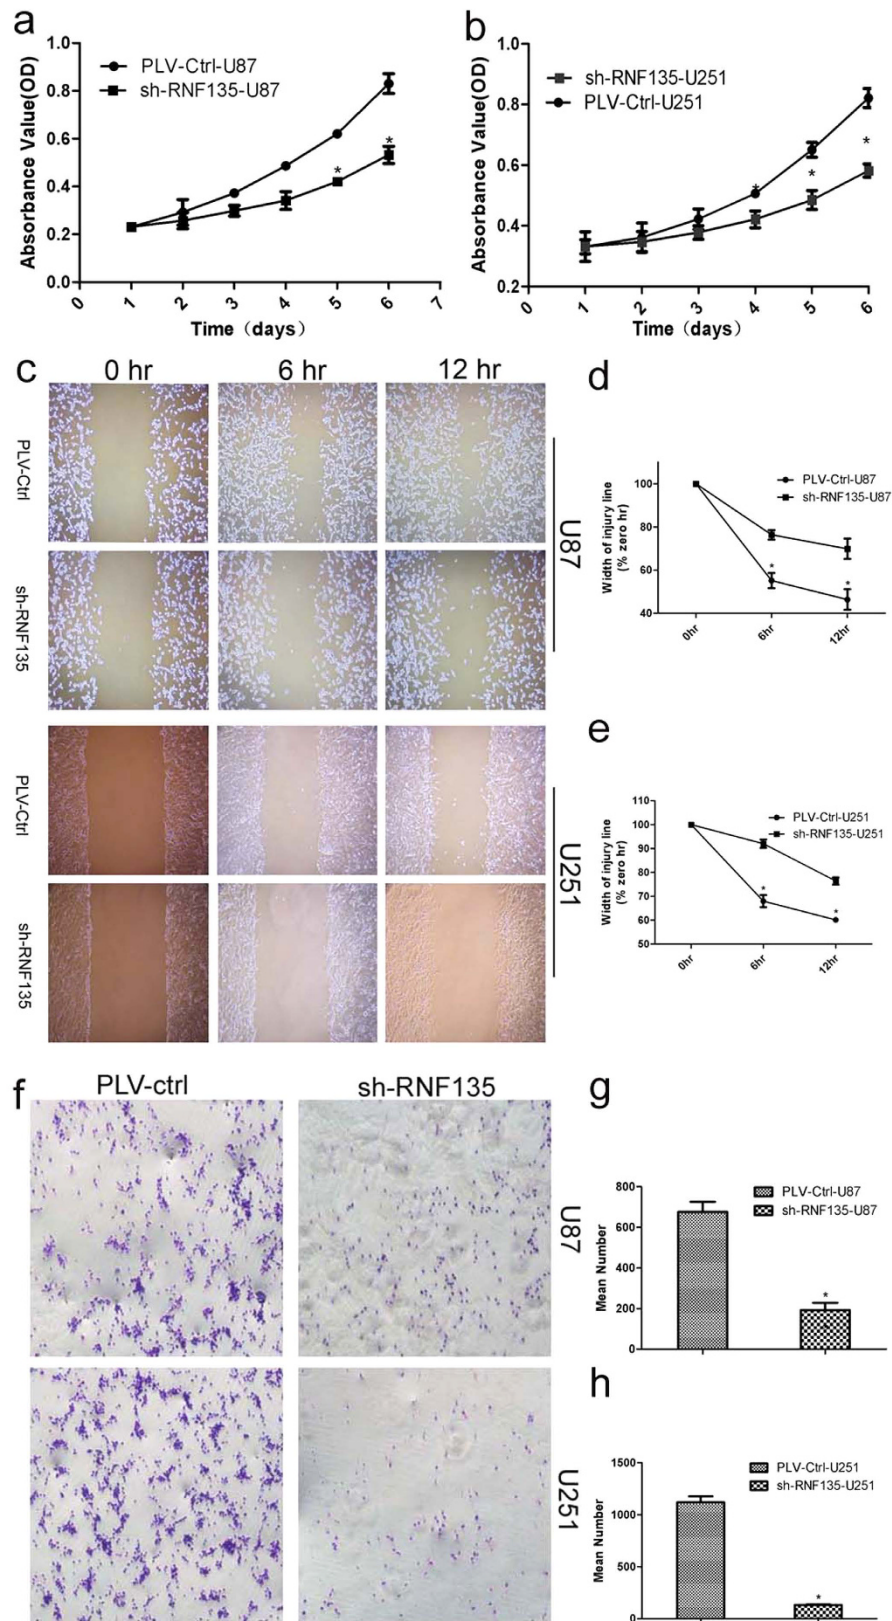 a
1.0
0.8
0.6
0.4
0.2
0.0
Absorbance Value(OD)
PLV-Ctrl-U87
sh-RNF135-U87
*
*
0 1 2 3 4 5 6 7
Time（days）
b
1.0
0.8
0.6
0.4
0.2
Absorbance Value(OD)
sh-RNF135-U251
PLV-Ctrl-U251
*
*
*
0 1 2 3 4 5 6
Time（days）
c
0 hr 6 hr 12 hr
PLV-Ctrl
sh-RNF135
U87
PLV-Ctrl
sh-RNF135
U251
d
100
80
60
40
Width of injury line
(% zero hr)
PLV-Ctrl-U87
sh-RNF135-U87
*
*
0hr 6hr 12hr
e
110
100
90
80
70
60
50
Width of injury line
(% zero hr)
PLV-Ctrl-U251
sh-RNF135-U251
*
*
0hr 6hr 12hr
f
PLV-ctrl sh-RNF135
U87
U251
g
800
600
400
200
0
Mean Number
PLV-Ctrl-U87
sh-RNF135-U87
*
h
1500
1000
500
0
Mean Number
PLV-Ctrl-U251
sh-RNF135-U251
*